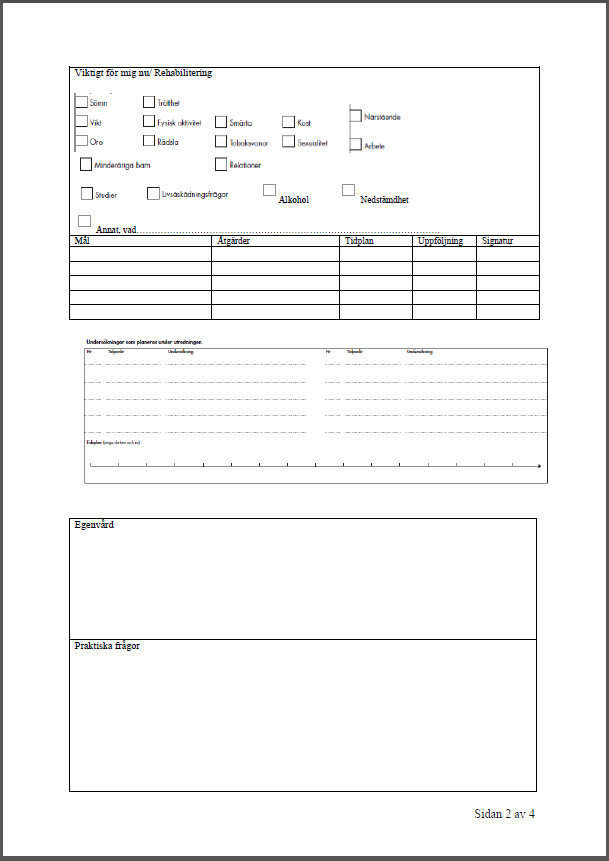 Viktigt för mig nu/ Rehabilitering
Sömn Trötthet
Vikt Fysisk aktivitet Smärta Kost Närstående
Oro Rädsla Tobaksvanor Sexualitet Arbete
Minderåriga barn Relationer
Studier Livsåskådningsfrågor Alkohol Nedstämdhet
Annat, vad……………………………………………………………………………………
Mål Åtgärder Tidplan Uppföljning Signatur
Undersökningar som planeras under utredningen
Nr Tidpunkt Undersökning Nr Tidpunkt Undersökning
Tidsplan (ange datum och nr)
Egenvård
Praktiska frågor
Sidan 2 av 4